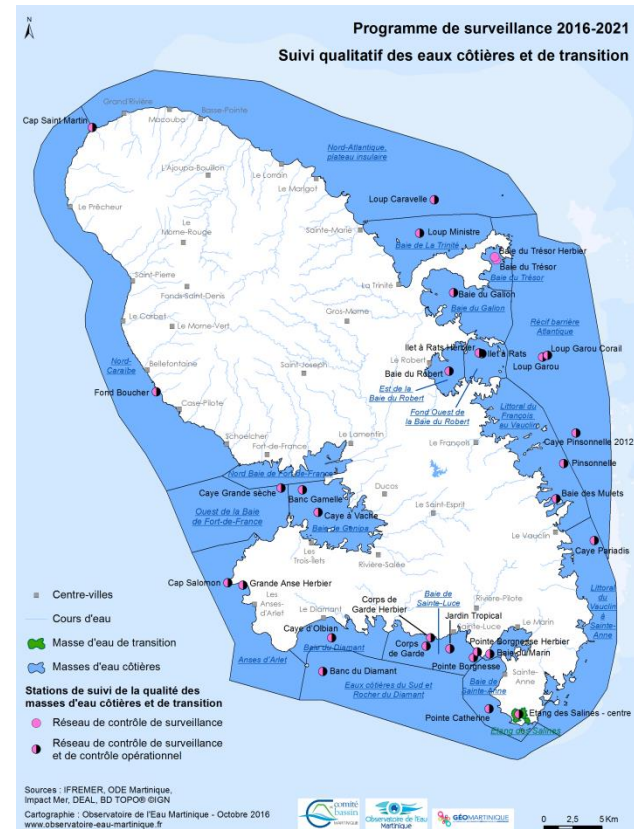 N
Programme de surveillance 2016-2021
Suivi qualitatif des eaux côtières et de transition
Grand'Rivière
Macouba
Basse-Pointe
Cap Saint Martin
Nord-Atlantique,
plateau insulaire
L'Ajoupa-Bouillon
Le Lorrain
Le Marigot
Loup Caravelle
Le Prêcheur
Le
Morne-Rouge
Sainte-Marie
Loup Ministre
Baie de La Trinité
Baie du Trésor Herbier
Baie du Trésor
Baie du Trésor
Saint-Pierre
La Trinité
Fonds-Saint-Denis
Baie du Galion
Baie du Galion
Le Carbet
Le Morne-Vert
Gros-Morne
Récif barrière
Atlantique
Ilet à Rats Herbier
Ilet à Rats
Loup Garou Corail
Loup Garou
Nord-
Caraïbe
Bellefontaine
Saint-Joseph
Le Robert
Baie du Robert
Est de la
Baie du Robert
Fond Boucher
Case-Pilote
Fond Ouest de
la Baie du Robert
Littoral du
François
au Vauclin
Schoelcher
Fort-de-France
Le Lamentin
Le François
Caye Pinsonnelle 2012
Nord Baie de Fort-de-France
Pinsonnelle
Caye Grande sèche
Banc Gamelle
Ducos
Baie des Mulets
Ouest de la Baie
de Fort-de-France
Caye à Vache
Baie de Génipa
Le Saint-Esprit
Le Vauclin
Caye Pariadis
Les
Trois-Ilets
Rivière-Salée
Cap Salomon
Grande Anse Herbier
Les
Anses-
d'Arlet
Le Diamant
Corps de
Garde Herbier
Baie de
Sainte-Luce
Rivière-Pilote
Jardin Tropical
Sainte-Luce
Le Marin
Littoral
du
Vauclin
à
Sainte-
Anne
Caye d'Olbian
Baie du Diamant
Corps
de Garde
Pointe Borgnesse Herbier
Baie du Marin
Pointe Borgnesse
Anses d'Arlet
Banc du Diamant
Eaux côtières du Sud et
Rocher du Diamant
Baie de
Sainte-Anne
Sainte-
Anne
Pointe Catherine
Etang des Salines - centre
Etang des Salines
Centre-villes
Cours d'eau
Masse d'eau de transition
Masses d'eau côtières
Stations de suivi de la qualité des
masses d'eau côtières et de transition
Réseau de contrôle de surveillance
Réseau de contrôle de surveillance
et de contrôle opérationnel
Sources : IFREMER, ODE Martinique,
Impact Mer, DEAL, BD TOPO® ©IGN
Cartographie : Observatoire de l'Eau Martinique - Octobre 2016
www.observatoire-eau-martinique.fr
comité
bassin
MARTINIQUE
Observatoire de l'Eau
Martinique
GÉOMARTINIQUE
0 2,5 5 Km